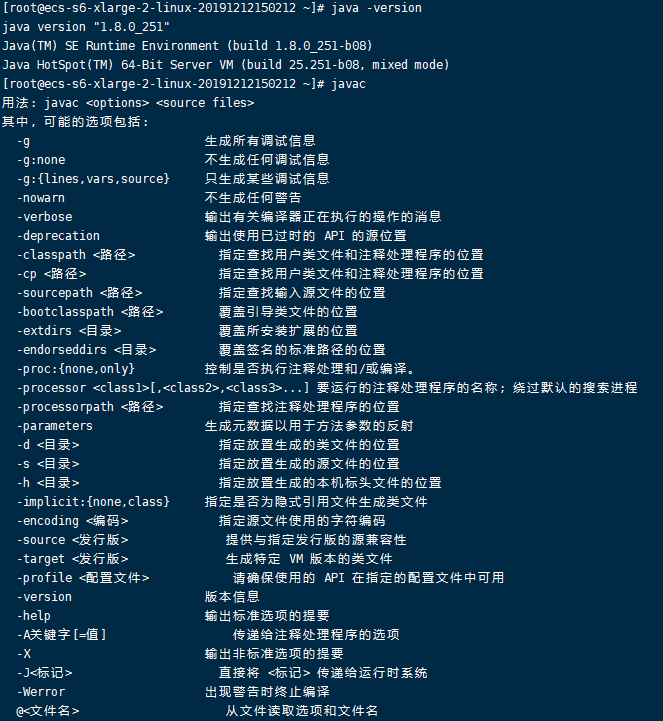 [root@ecs-s6-xlarge-2-linux-20191212150212 ~]# java -version
java version "1.8.0_251"
Java(TM) SE Runtime Environment (build 1.8.0_251-b08)
Java HotSpot(TM) 64-Bit Server VM (build 25.251-b08, mixed mode)
[root@ecs-s6-xlarge-2-linux-20191212150212 ~]# javac
用法: javac <options> <source files>
其中, 可能的选项包括:
  -g                         生成所有调试信息
  -g:none                    不生成任何调试信息
  -g:{lines,vars,source}     只生成某些调试信息
  -nowarn                    不生成任何警告
  -verbose                   输出有关编译器正在执行的操作的消息
  -deprecation               输出使用已过时的 API 的源位置
  -classpath <路径>            指定查找用户类文件和注释处理程序的位置
  -cp <路径>                   指定查找用户类文件和注释处理程序的位置
  -sourcepath <路径>           指定查找输入源文件的位置
  -bootclasspath <路径>        覆盖引导类文件的位置
  -extdirs <目录>              覆盖所安装扩展的位置
  -endorseddirs <目录>         覆盖签名的标准路径的位置
  -proc:{none,only}          控制是否执行注释处理和/或编译。
  -processor <class1>[,<class2>,<class3>...] 要运行的注释处理程序的名称; 绕过默认的搜索进程
  -processorpath <路径>        指定查找注释处理程序的位置
  -parameters                生成元数据以用于方法参数的反射
  -d <目录>                    指定放置生成的类文件的位置
  -s <目录>                    指定放置生成的源文件的位置
  -h <目录>                    指定放置生成的本机标头文件的位置
  -implicit:{none,class}     指定是否为隐式引用文件生成类文件
  -encoding <编码>             指定源文件使用的字符编码
  -source <发行版>              提供与指定发行版的源兼容性
  -target <发行版>              生成特定 VM 版本的类文件
  -profile <配置文件>            请确保使用的 API 在指定的配置文件中可用
  -version                   版本信息
  -help                      输出标准选项的提要
  -A关键字[=值]                  传递给注释处理程序的选项
  -X                         输出非标准选项的提要
  -J<标记>                     直接将 <标记> 传递给运行时系统
  -Werror                    出现警告时终止编译
  @<文件名>                     从文件读取选项和文件名